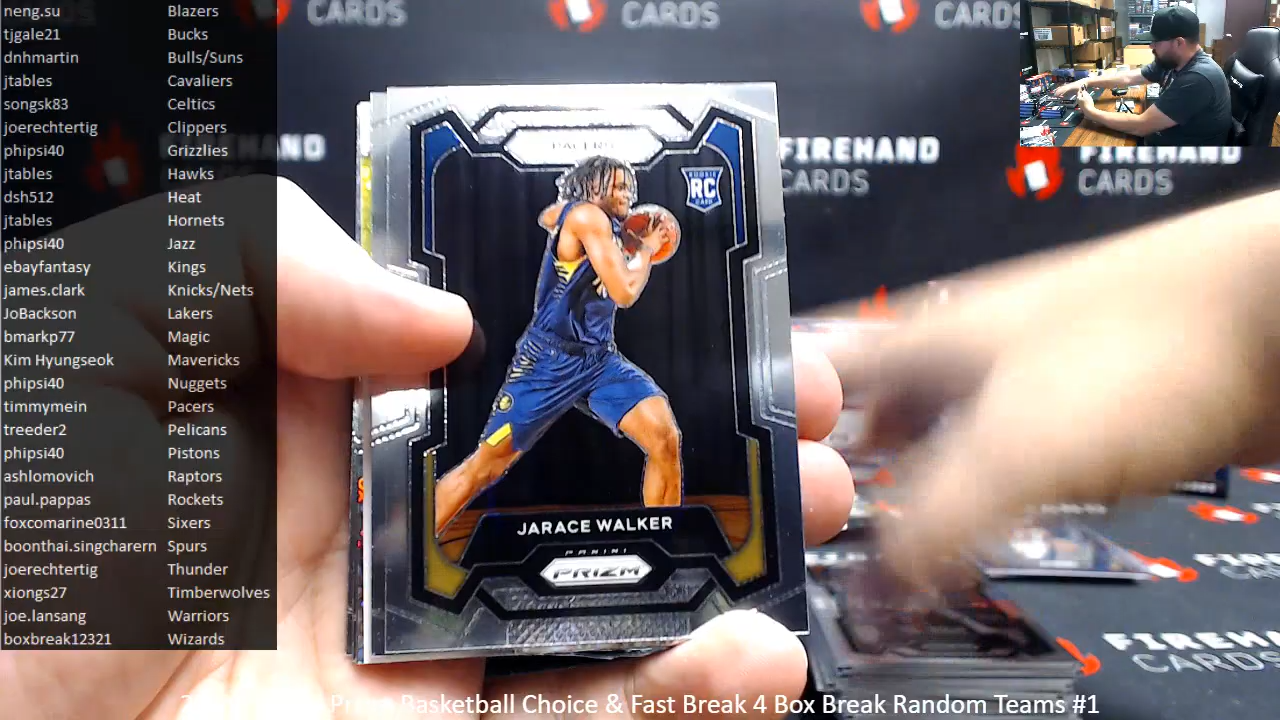 neng.su Blazers
tjgale21 Bucks
dnhmartin Bulls/Suns
jtables Cavaliers
songsk83 Celtics
joerechtertig Clippers
phipsi40 Grizzlies
jtables Hawks
dsh512 Heat
jtables Hornets
phipsi40 Jazz
ebayfantasy Kings
james.clark Knicks/Nets
JoBackson Lakers
bmarkp77 Magic
Kim Hyungseok Mavericks
phipsi40 Nuggets
timmymein Pacers
treeder2 Pelicans
phipsi40 Pistons
ashlomovich Raptors
paul.pappas Rockets
foxcomarine0311 Sixers
boonthai.singcharern Spurs
joerechtertig Thunder
xiongs27 Timberwolves
joe.lansang Warriors
boxbreak12321 Wizards
CARDS
CARDS
CARDS
PACERS
ROOKIE
RC
CARD
JARACE WALKER
PANINI
PRIZM
FIREHAND
CARDS
FIREHAND
CARDS
FIREHAND
CARDS
Basketball Choice & Fast Break 4 Box Break Random Teams #1